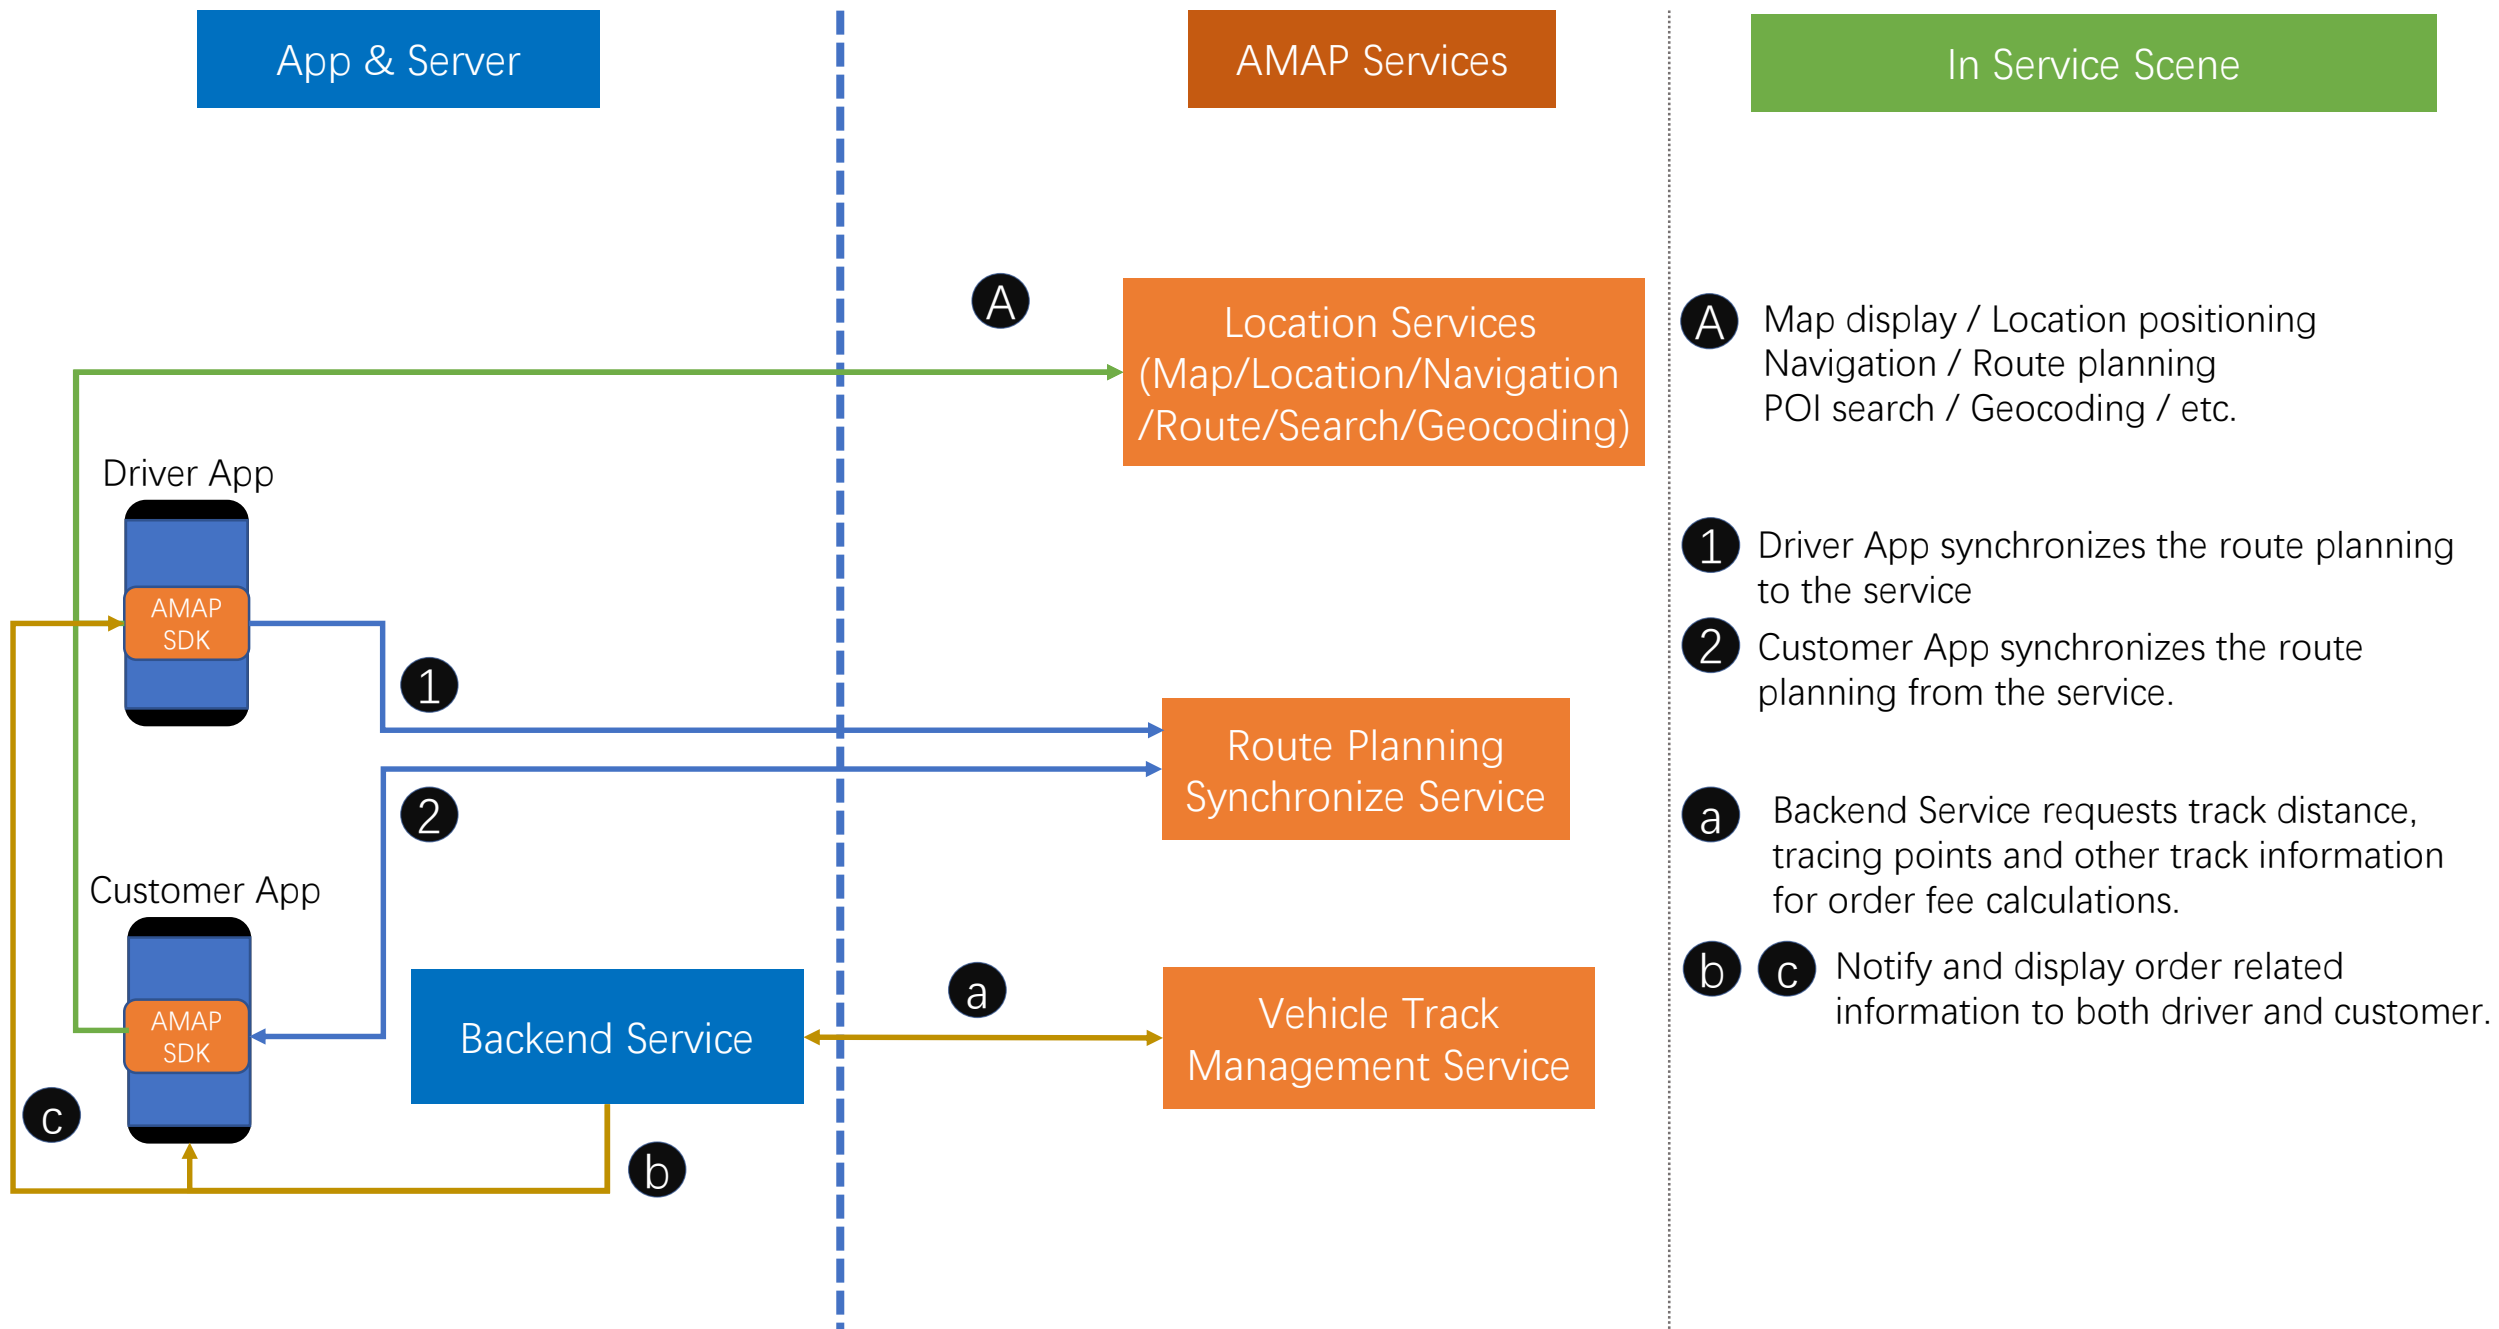 App & Server
AMAP Services
In Service Scene
A
Location Services
(Map/Location/Navigation
/Route/Search/Geocoding)
A
Map display / Location positioning
Navigation / Route planning
POI search / Geocoding / etc.
Driver App
AMAP
SDK
1
2
Route Planning
Synchronize Service
1
Driver App synchronizes the route planning
to the service
2
Customer App synchronizes the route
planning from the service.
Customer App
AMAP
SDK
c
Backend Service
b
a
Vehicle Track
Management Service
a
Backend Service requests track distance,
tracing points and other track information
for order fee calculations.
b c
Notify and display order related
information to both driver and customer.